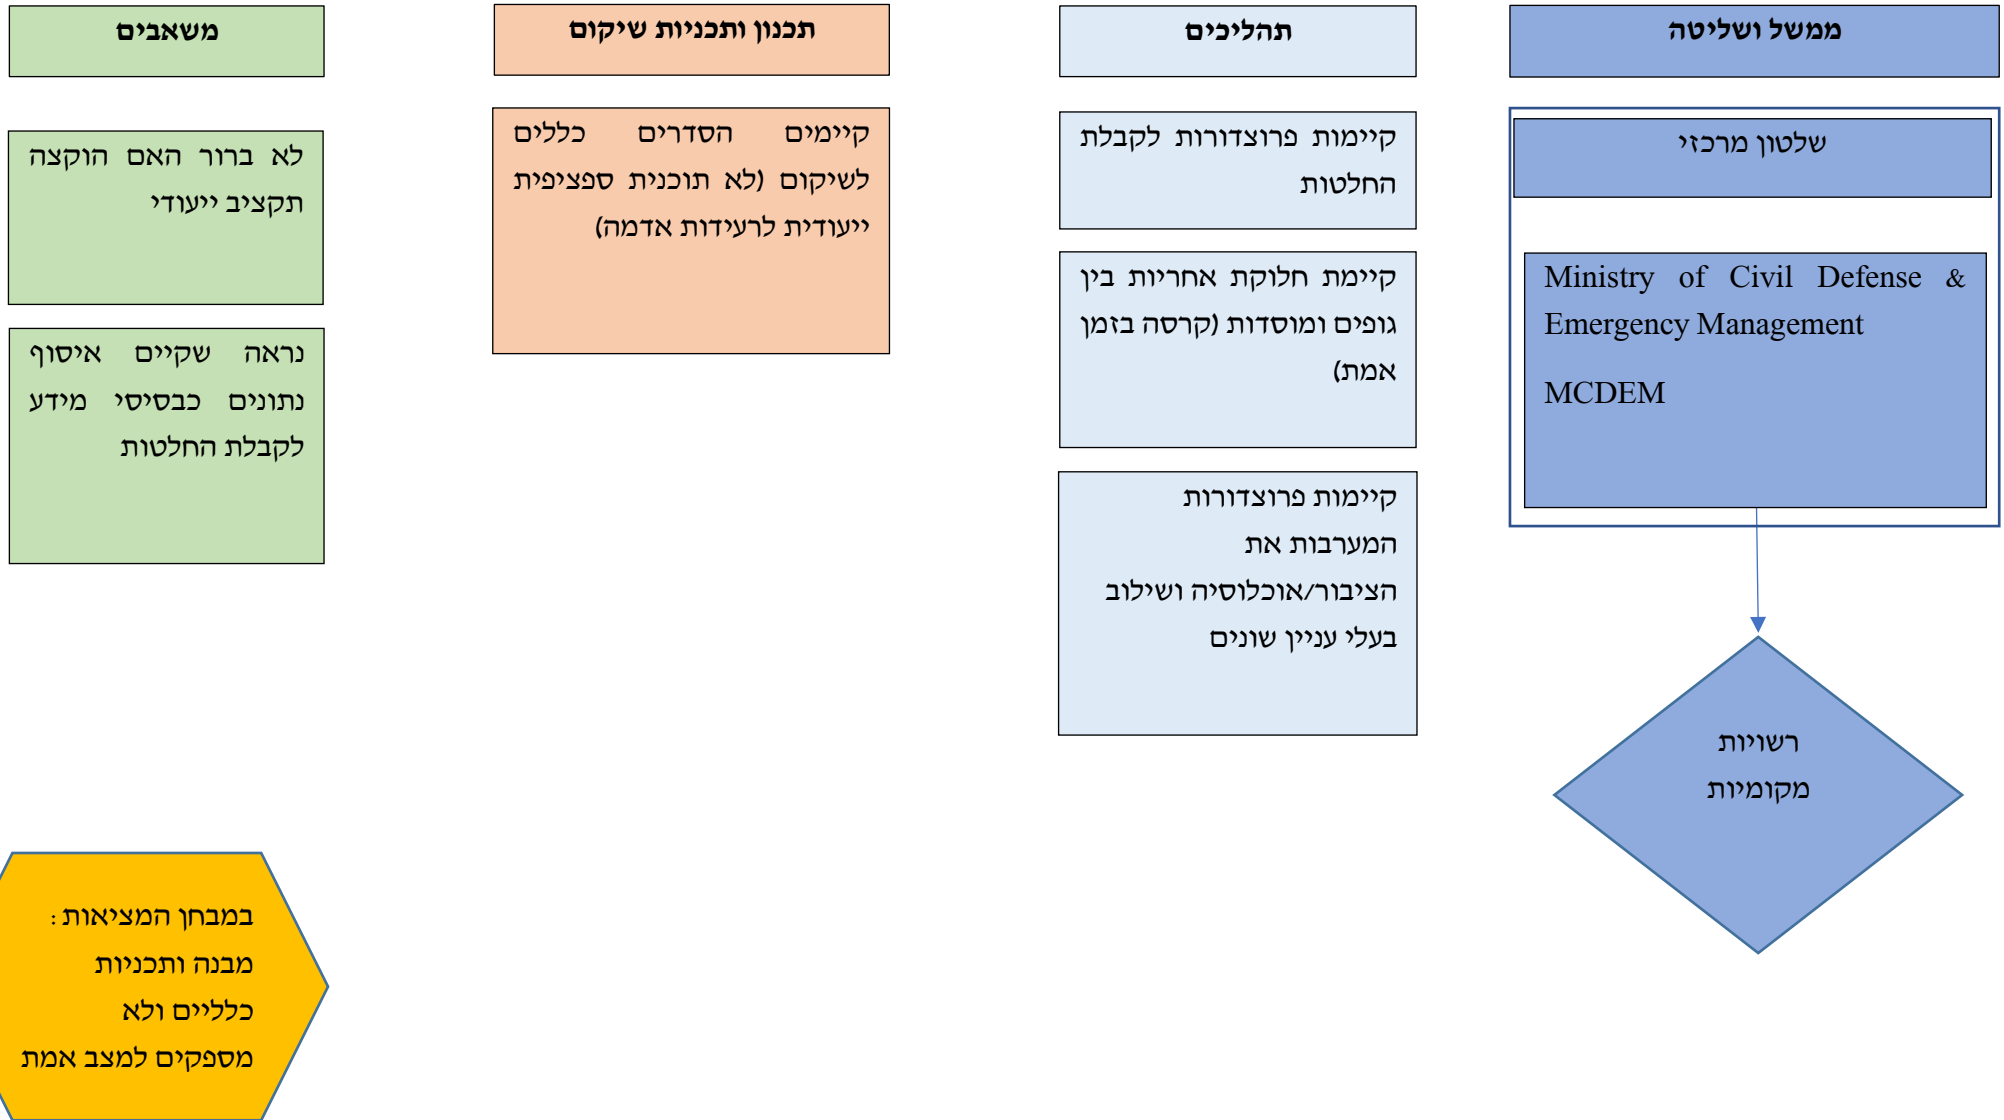 ממשל ושליטה
שלטון מרכזי
Ministry of Civil Defense &
Emergency Management
MCDEM
רשויות
מקומיות
תהליכים
קיימות פרוצדורות לקבלת
החלטות
קיימת חלוקת אחריות בין
גופים ומוסדות (קרסה בזמן
אמת)
קיימות פרוצדורות
המערבות את
הציבור/אוכלוסיה ושילוב
בעלי עניין שונים
תכנון ותכניות שיקום
קיימים הסדרים כללים
לשיקום (לא תוכנית ספציפית
ייעודית לרעידות אדמה)
משאבים
לא ברור האם הוקצה
תקציב ייעודי
נראה שקיים איסוף
נתונים כבסיסי מידע
לקבלת החלטות
במבחן המציאות:
מבנה ותכניות
כלליים ולא
מספקים למצב אמת